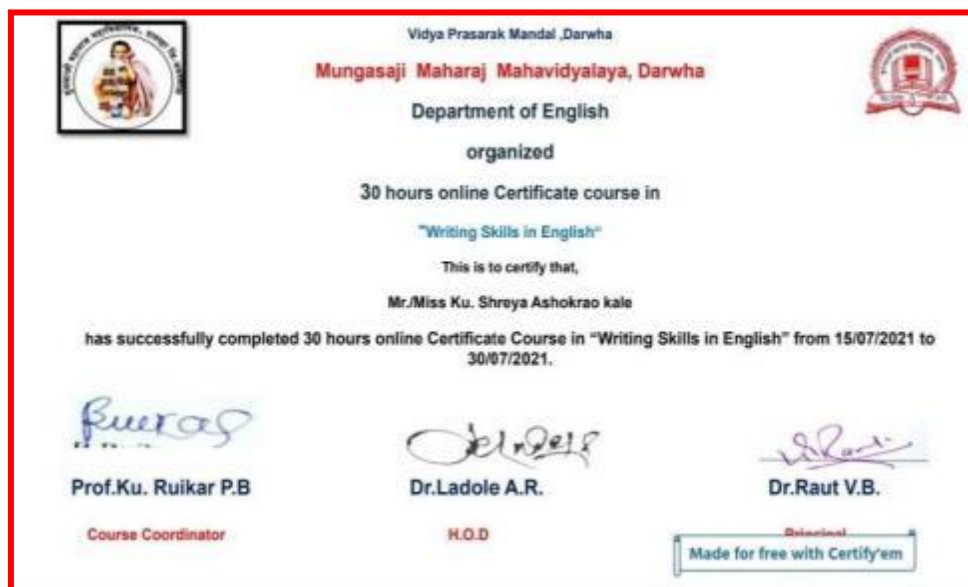 Vidya Prasarak Mandal ,Darwha
Mungasaji Maharaj Mahavidyalaya, Darwha
Department of English
organized
30 hours online Certificate course in
"Writing Skills in English"
This is to certify that,
Mr./Miss Ku. Shreya Ashokrao kale
has successfully completed 30 hours online Certificate Course in “Writing Skills in English” from 15/07/2021 to
30/07/2021.
Prof.Ku. Ruikar P.B
Dr.Ladole A.R.
Dr.Raut V.B.
Course Coordinator
H.O.D
Principal
Made for free with Certify'em